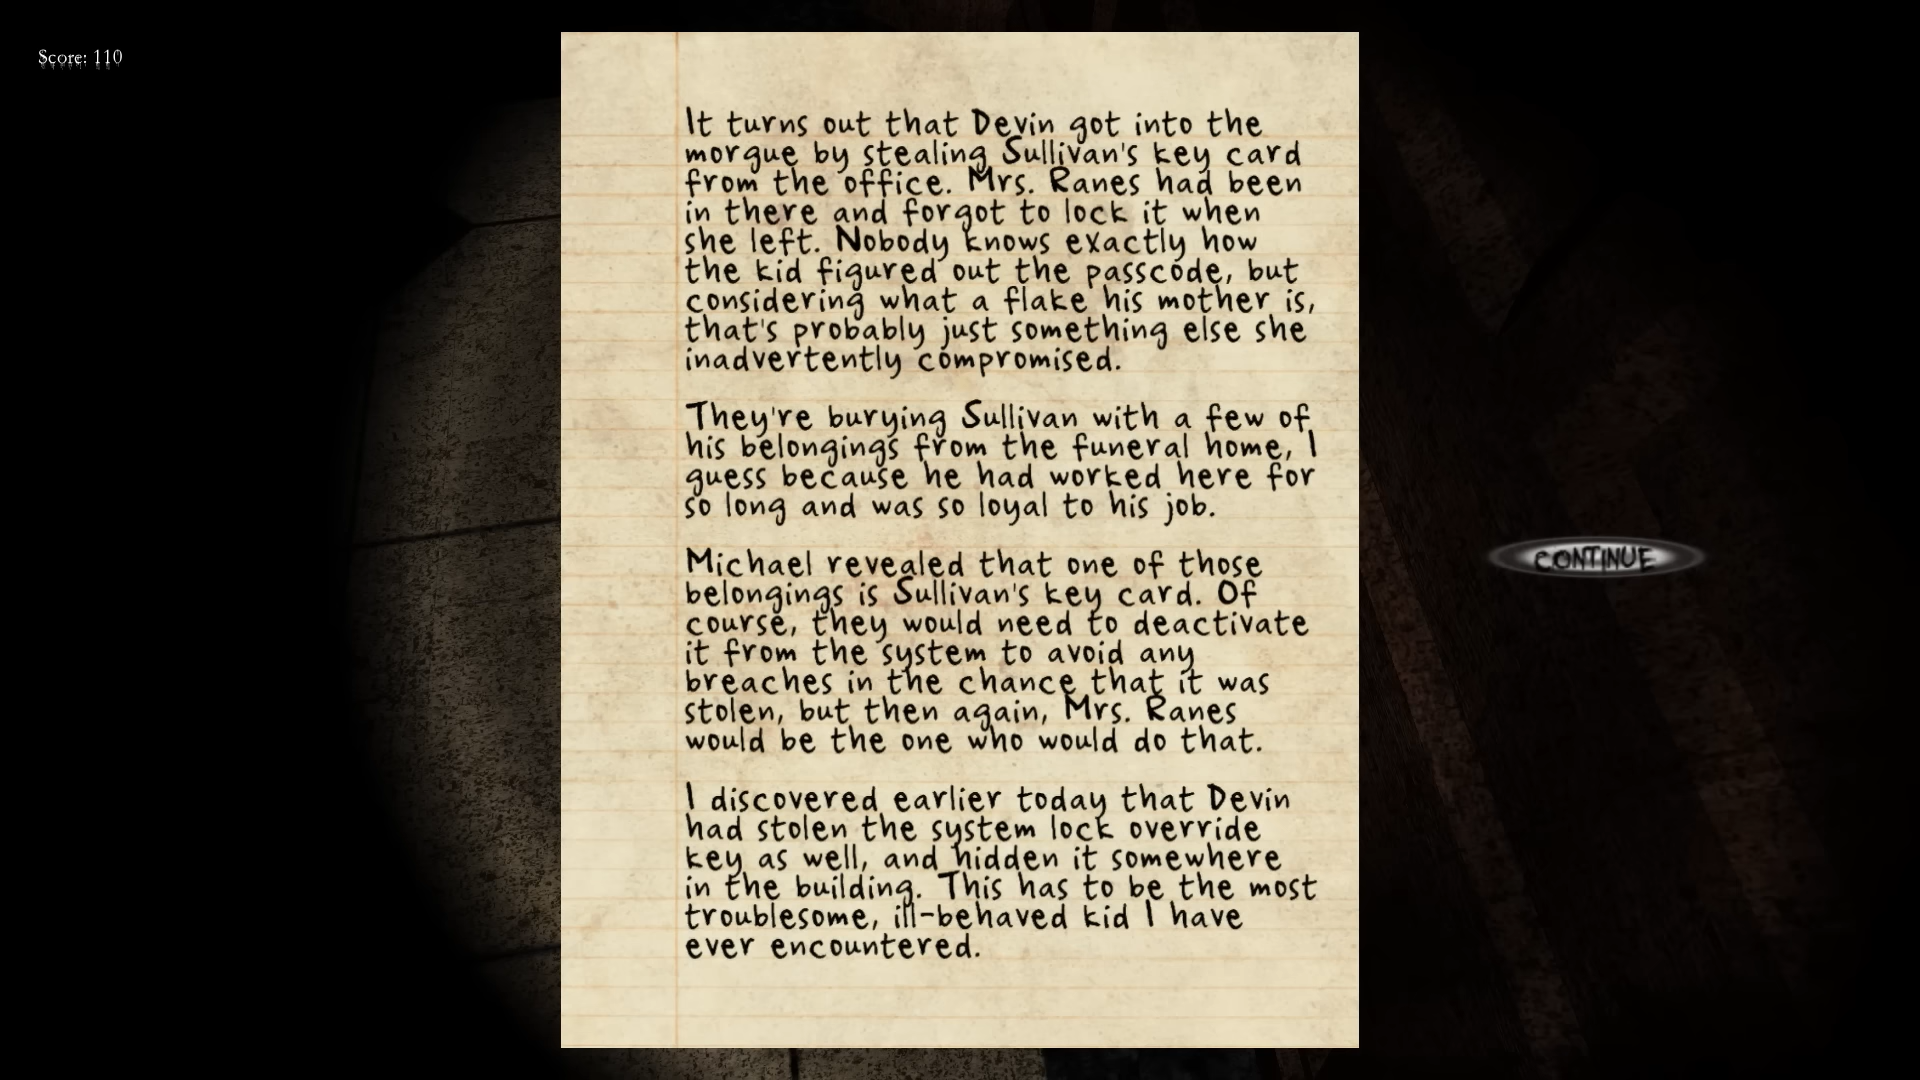 Score: 110
It turns out that Devin got into the
morgue by stealing Sullivan's key card
from the office. Mrs. Ranes had been
in there and forgot to lock it when
she left. Nobody knows exactly how
the kid figured out the passcode, but
considering what a flake his mother is,
that's probably just something else she
inadvertently compromised.
They're burying Sullivan with a few of
his belongings from the funeral home, I
guess because he had worked here for
so long and was so loyal to his job.
Michael revealed that one of those
belongings is Sullivan's key card. Of
course, they would need to deactivate
it from the system to avoid any
breaches in the chance that it was
stolen, but then again, Mrs. Ranes
would be the one who would do that.
I discovered earlier today that Devin
had stolen the system lock override
key as well, and hidden it somewhere
in the building. This has to be the most
troublesome, ill-behaved kid I have
ever encountered.
CONTINUE